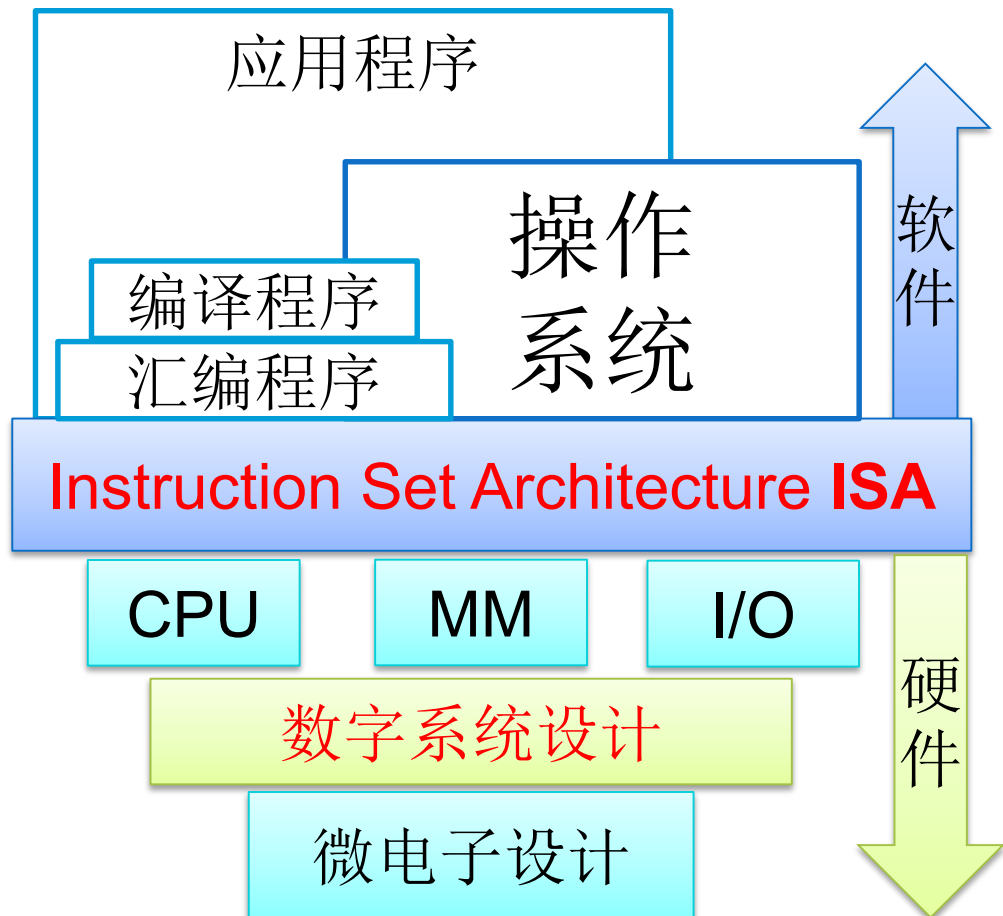 应用程序
操作
系统
编译程序
汇编程序
软
件
Instruction Set Architecture ISA
CPU
MM
I/O
数字系统设计
微电子设计
硬
件